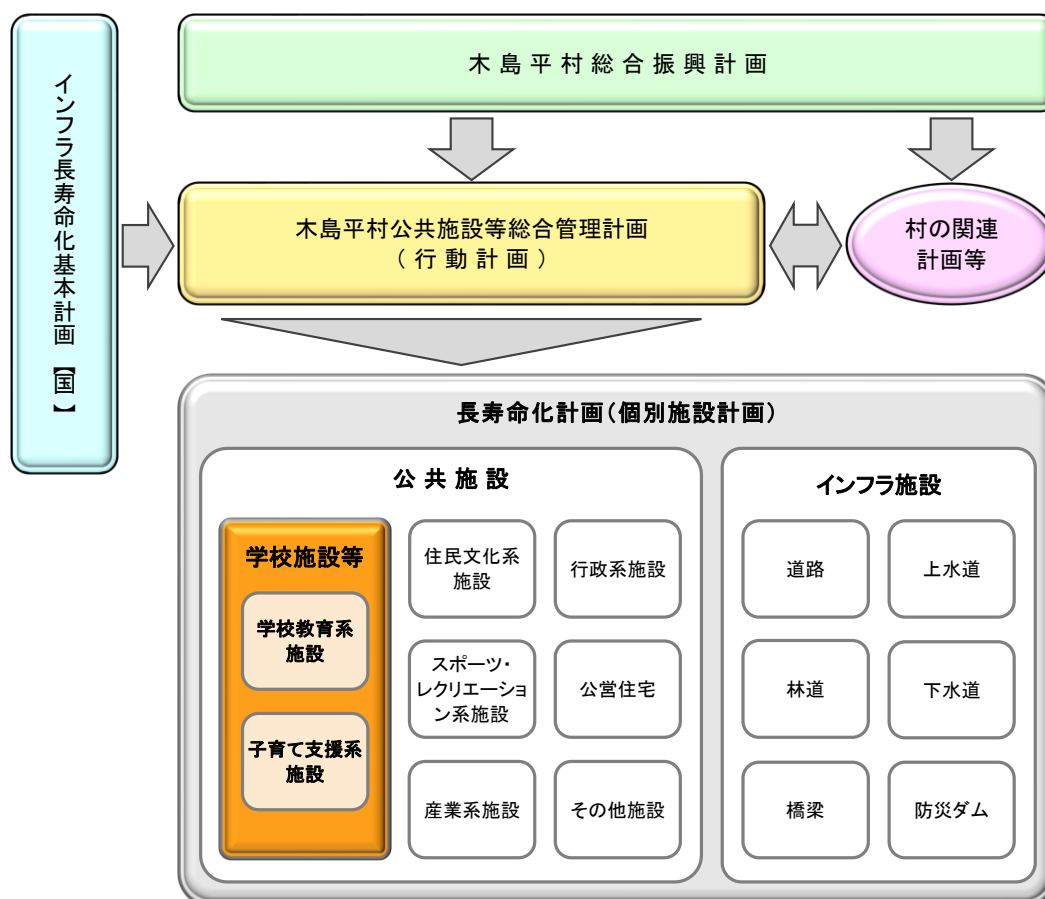 インフラ長寿命化基本計画【国】
木島平村総合振興計画
木島平村公共施設等総合管理計画
(行動計画)
村の関連
計画等
長寿命化計画(個別施設計画)
公共施設
学校施設等
学校教育系
施設
子育て支援系
施設
住民文化系
施設
行政系施設
スポーツ・
レクリエーショ
ン系施設
公営住宅
産業系施設
その他施設
インフラ施設
道路
上水道
林道
下水道
橋梁
防災ダム